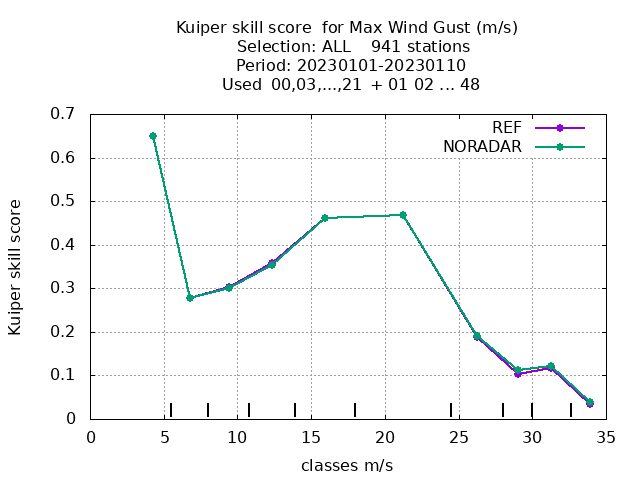 Kuiper skill score  for Max Wind Gust (m/s)
Selection: ALL    941 stations
Period: 20230101-20230110
Used  00,03,...,21  + 01 02 ... 48
REF
NORADAR
0.7
0.6
0.5
0.4
0.3
0.2
0.1
0
Kuiper skill score
0 5 10 15 20 25 30 35
classes m/s